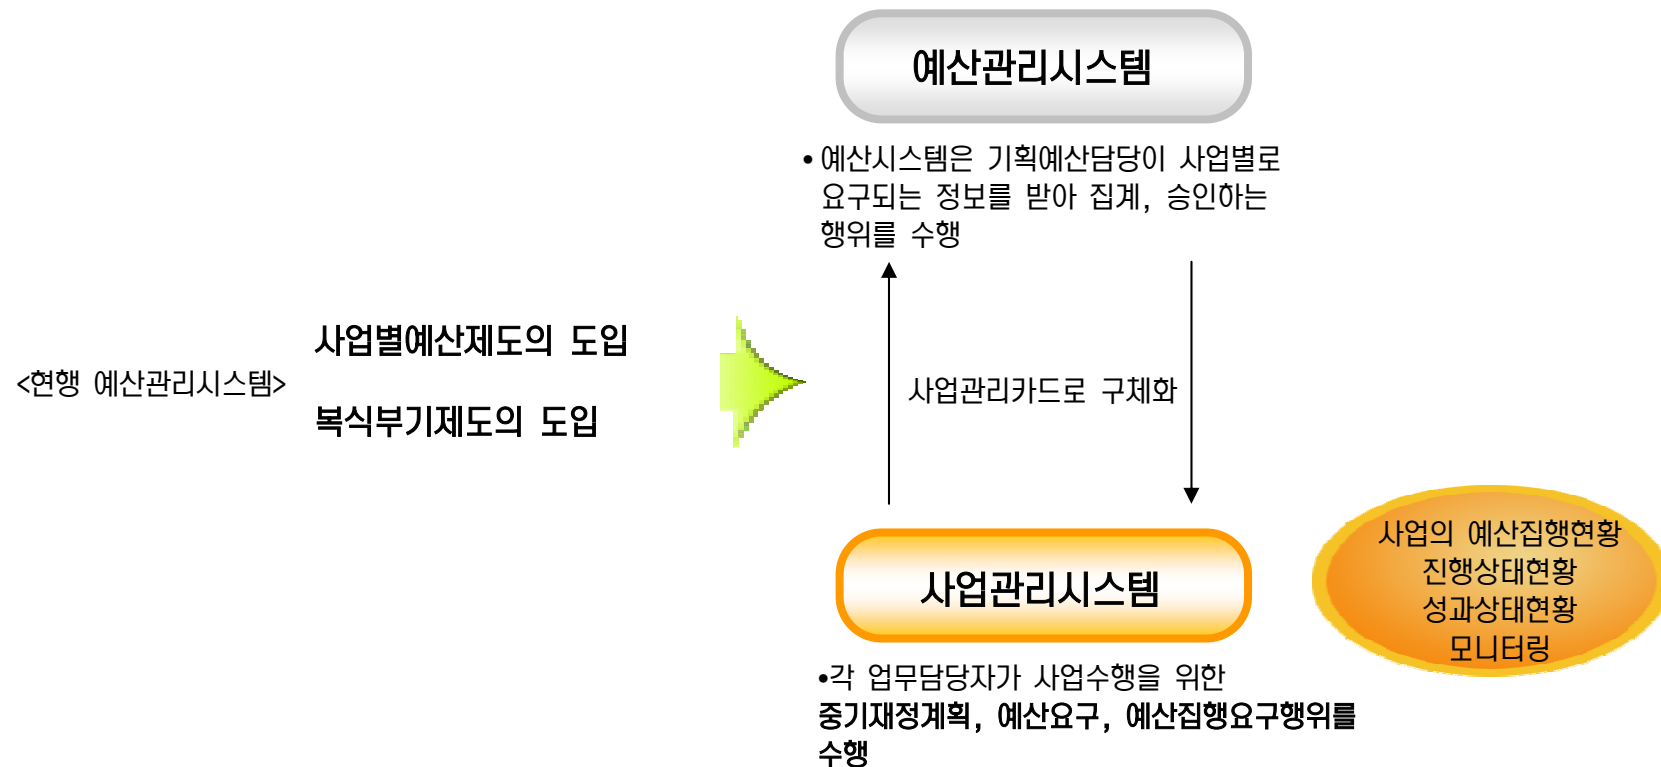 예산관리시스템
• 예산시스템은 기획예산담당이 사업별로
요구되는 정보를 받아 집계, 승인하는
행위를 수행
사업별예산제도의 도입
<현행 예산관리시스템>
복식부기제도의 도입
사업관리카드로 구체화
사업관리시스템
사업의 예산집행현황
진행상태현황
성과상태현황
모니터링
•각 업무담당자가 사업수행을 위한
중기재정계획, 예산요구, 예산집행요구행위를
수행